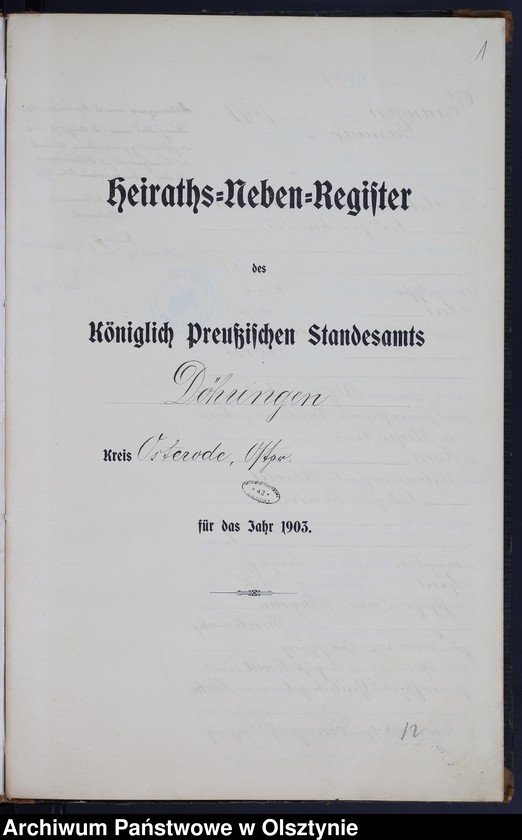 1
Heiraths-Neben-Register
des
Königlich Preußischen Standesamts
Döhringen
Kreis Osterode, Ostpr.
42
für das Jahr 1903.
12
Archiwum Państwowe w Olsztynie